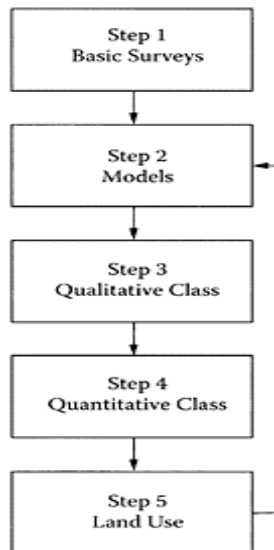 Step 1
Basic Surveys
Step 2
Models
Step 3
Qualitative Class
Step 4
Quantitative Class
Step 5
Land Use